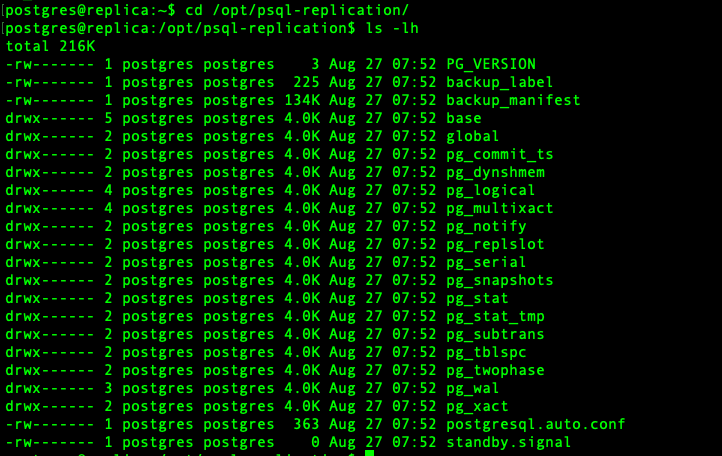 [postgres@replica:~$ cd /opt/psql-replication/
[postgres@replica:/opt/psql-replication$ ls -lh
total 216K
-rw------- 1 postgres postgres    3 Aug 27 07:52 PG_VERSION
-rw------- 1 postgres postgres  225 Aug 27 07:52 backup_label
-rw------- 1 postgres postgres 134K Aug 27 07:52 backup_manifest
drwx------ 5 postgres postgres 4.0K Aug 27 07:52 base
drwx------ 2 postgres postgres 4.0K Aug 27 07:52 global
drwx------ 2 postgres postgres 4.0K Aug 27 07:52 pg_commit_ts
drwx------ 2 postgres postgres 4.0K Aug 27 07:52 pg_dynshmem
drwx------ 4 postgres postgres 4.0K Aug 27 07:52 pg_logical
drwx------ 4 postgres postgres 4.0K Aug 27 07:52 pg_multixact
drwx------ 2 postgres postgres 4.0K Aug 27 07:52 pg_notify
drwx------ 2 postgres postgres 4.0K Aug 27 07:52 pg_replslot
drwx------ 2 postgres postgres 4.0K Aug 27 07:52 pg_serial
drwx------ 2 postgres postgres 4.0K Aug 27 07:52 pg_snapshots
drwx------ 2 postgres postgres 4.0K Aug 27 07:52 pg_stat
drwx------ 2 postgres postgres 4.0K Aug 27 07:52 pg_stat_tmp
drwx------ 2 postgres postgres 4.0K Aug 27 07:52 pg_subtrans
drwx------ 2 postgres postgres 4.0K Aug 27 07:52 pg_tblspc
drwx------ 2 postgres postgres 4.0K Aug 27 07:52 pg_twophase
drwx------ 3 postgres postgres 4.0K Aug 27 07:52 pg_wal
drwx------ 2 postgres postgres 4.0K Aug 27 07:52 pg_xact
-rw------- 1 postgres postgres  363 Aug 27 07:52 postgresql.auto.conf
-rw------- 1 postgres postgres    0 Aug 27 07:52 standby.signal